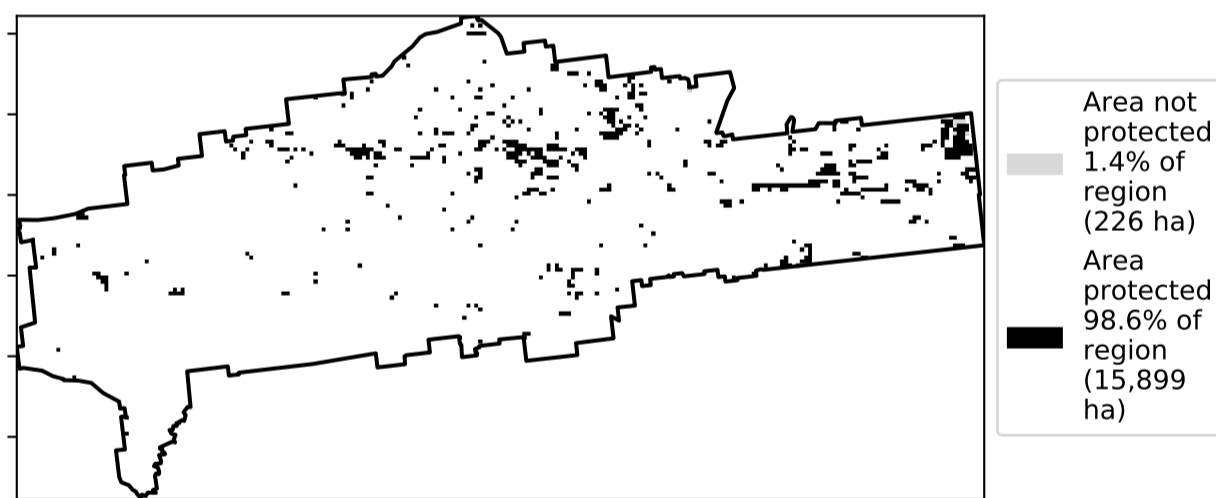 Area not
protected
1.4% of
region
(226 ha)
Area
protected
98.6% of
region
(15,899
ha)